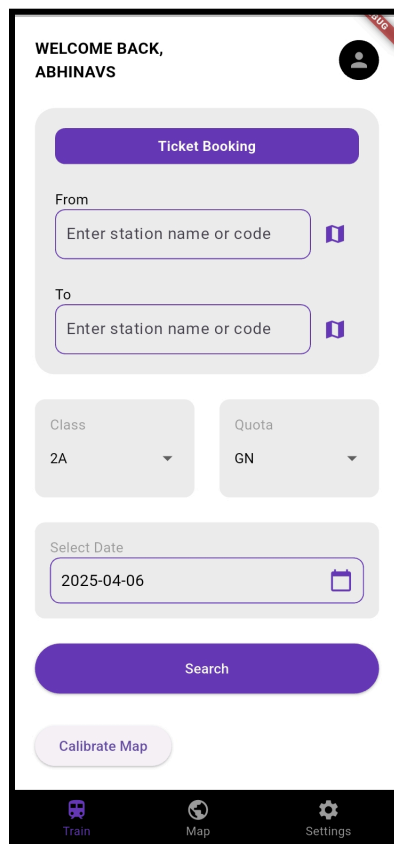 WELCOME BACK,
ABHINAVS
Ticket Booking
From
Enter station name or code
To
Enter station name or code
Class
Quota
2A
GN
Select Date
2025-04-06
Search
Calibrate Map
Train
Map
Settings